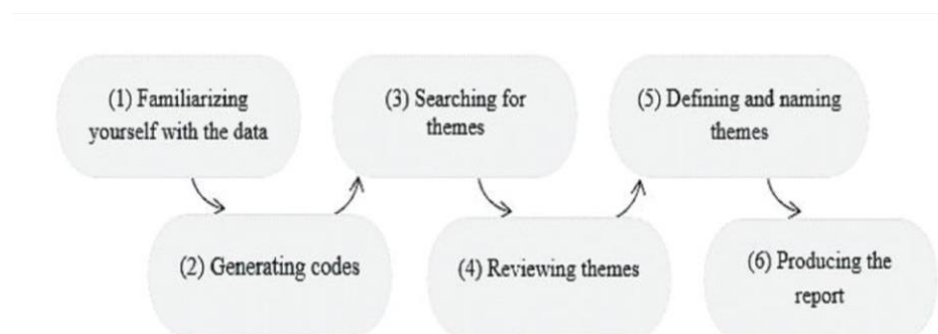 (1) Familiarizing
yourself with the data
(2) Generating codes
(3) Searching for
themes
(4) Reviewing themes
(5) Defining and naming
themes
(6) Producing the
report